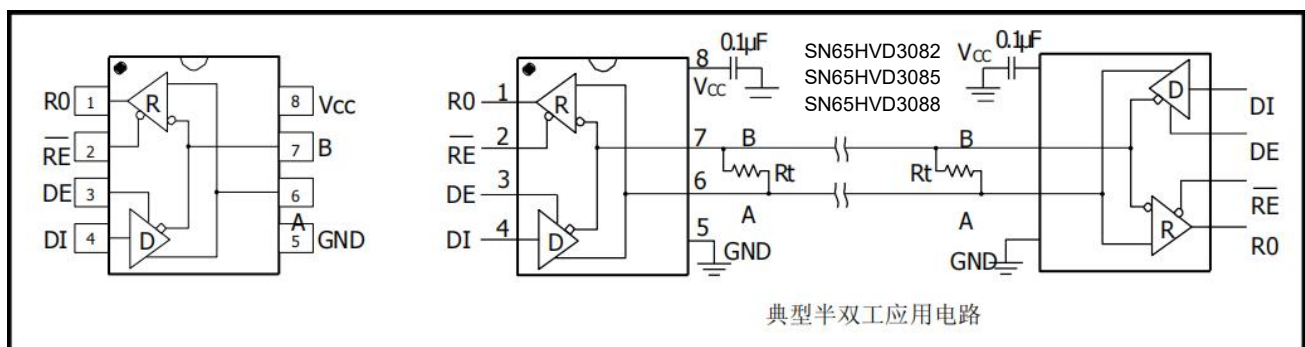 R0 1
RE 2
DE 3
DI 4
R
D
8 Vcc
7 B
6
A
5 GND
R0 1
RE 2
DE 3
DI 4
R
D
8
VCC
0.1μF
7 B
Rt
6
A
5
GND
SN65HVD3082
SN65HVD3085
SN65HVD3088
VCC 0.1μF
B
Rt
A
GND
D
R
DI
DE
RE
R0
典型半双工应用电路